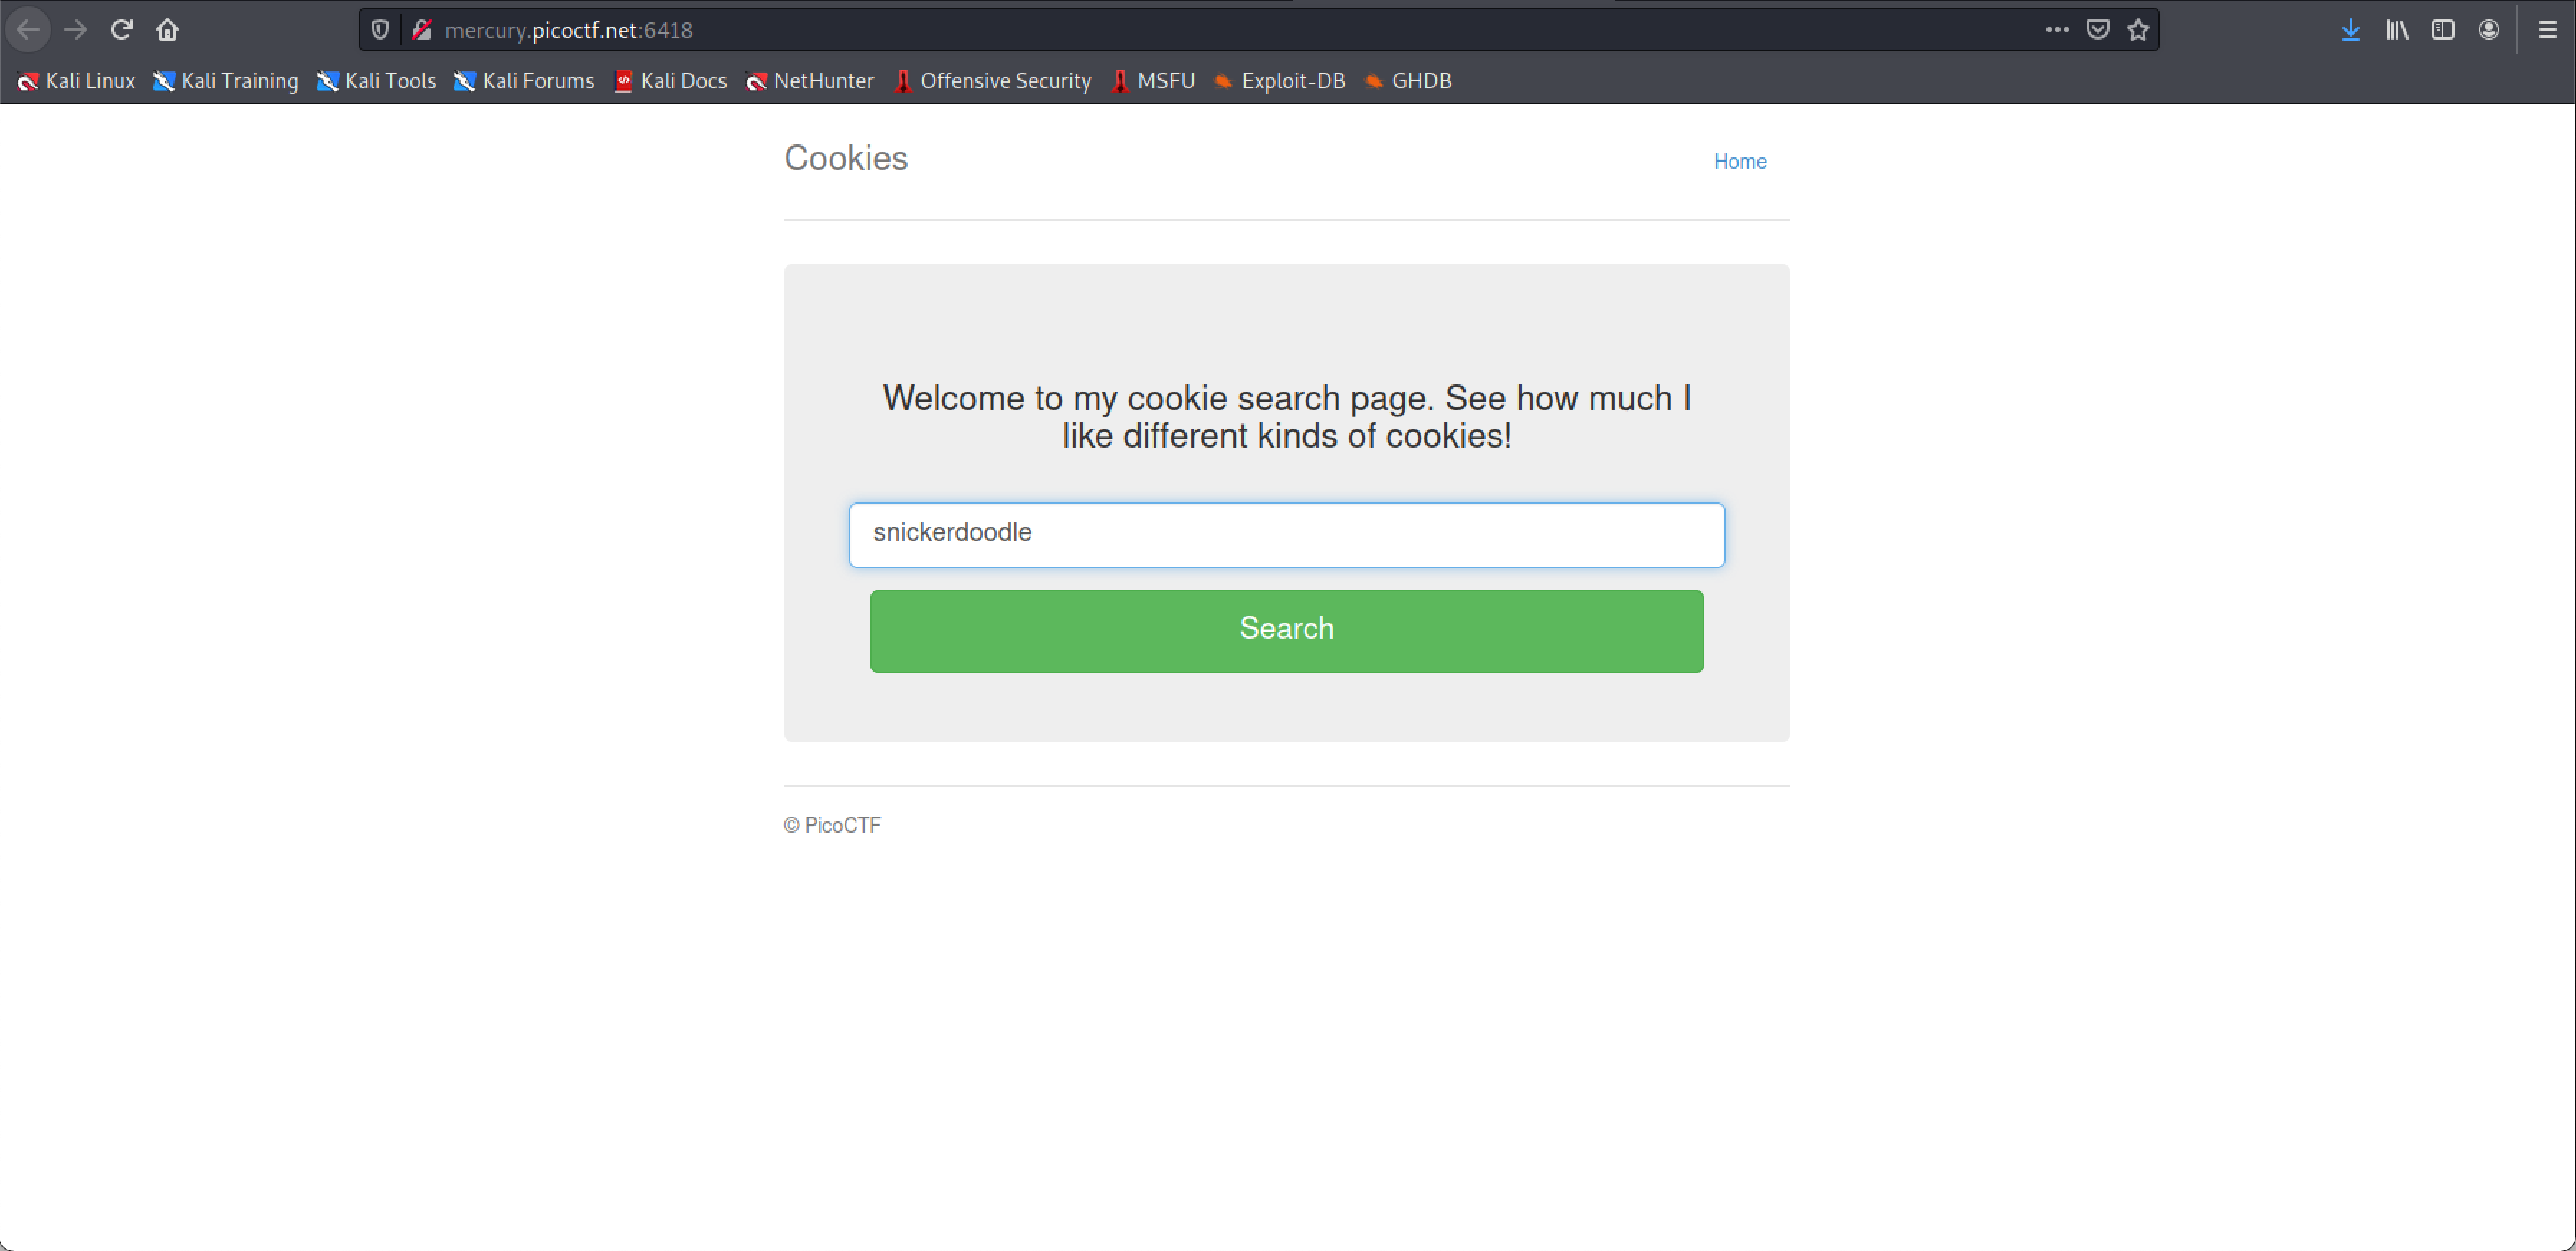 mercury.picoctf.net:6418
Kali Linux Kali Training Kali Tools Kali Forums Kali Docs NetHunter Offensive Security MSFU Exploit-DB GHDB
Cookies Home
Welcome to my cookie search page. See how much I
like different kinds of cookies!
snickerdoodle
Search
© PicoCTF